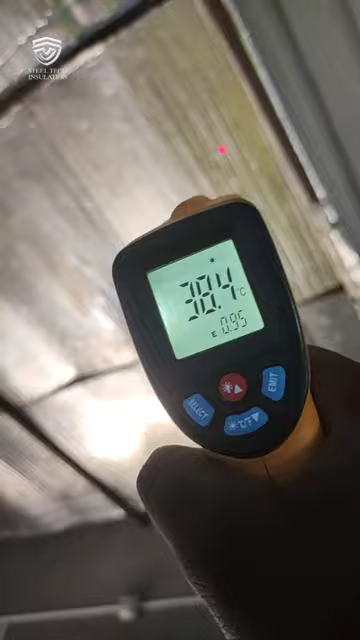 STEEL TECH
INSULATION
38.4 °C
E 0.95
SELECT
EMIT
°C/°F